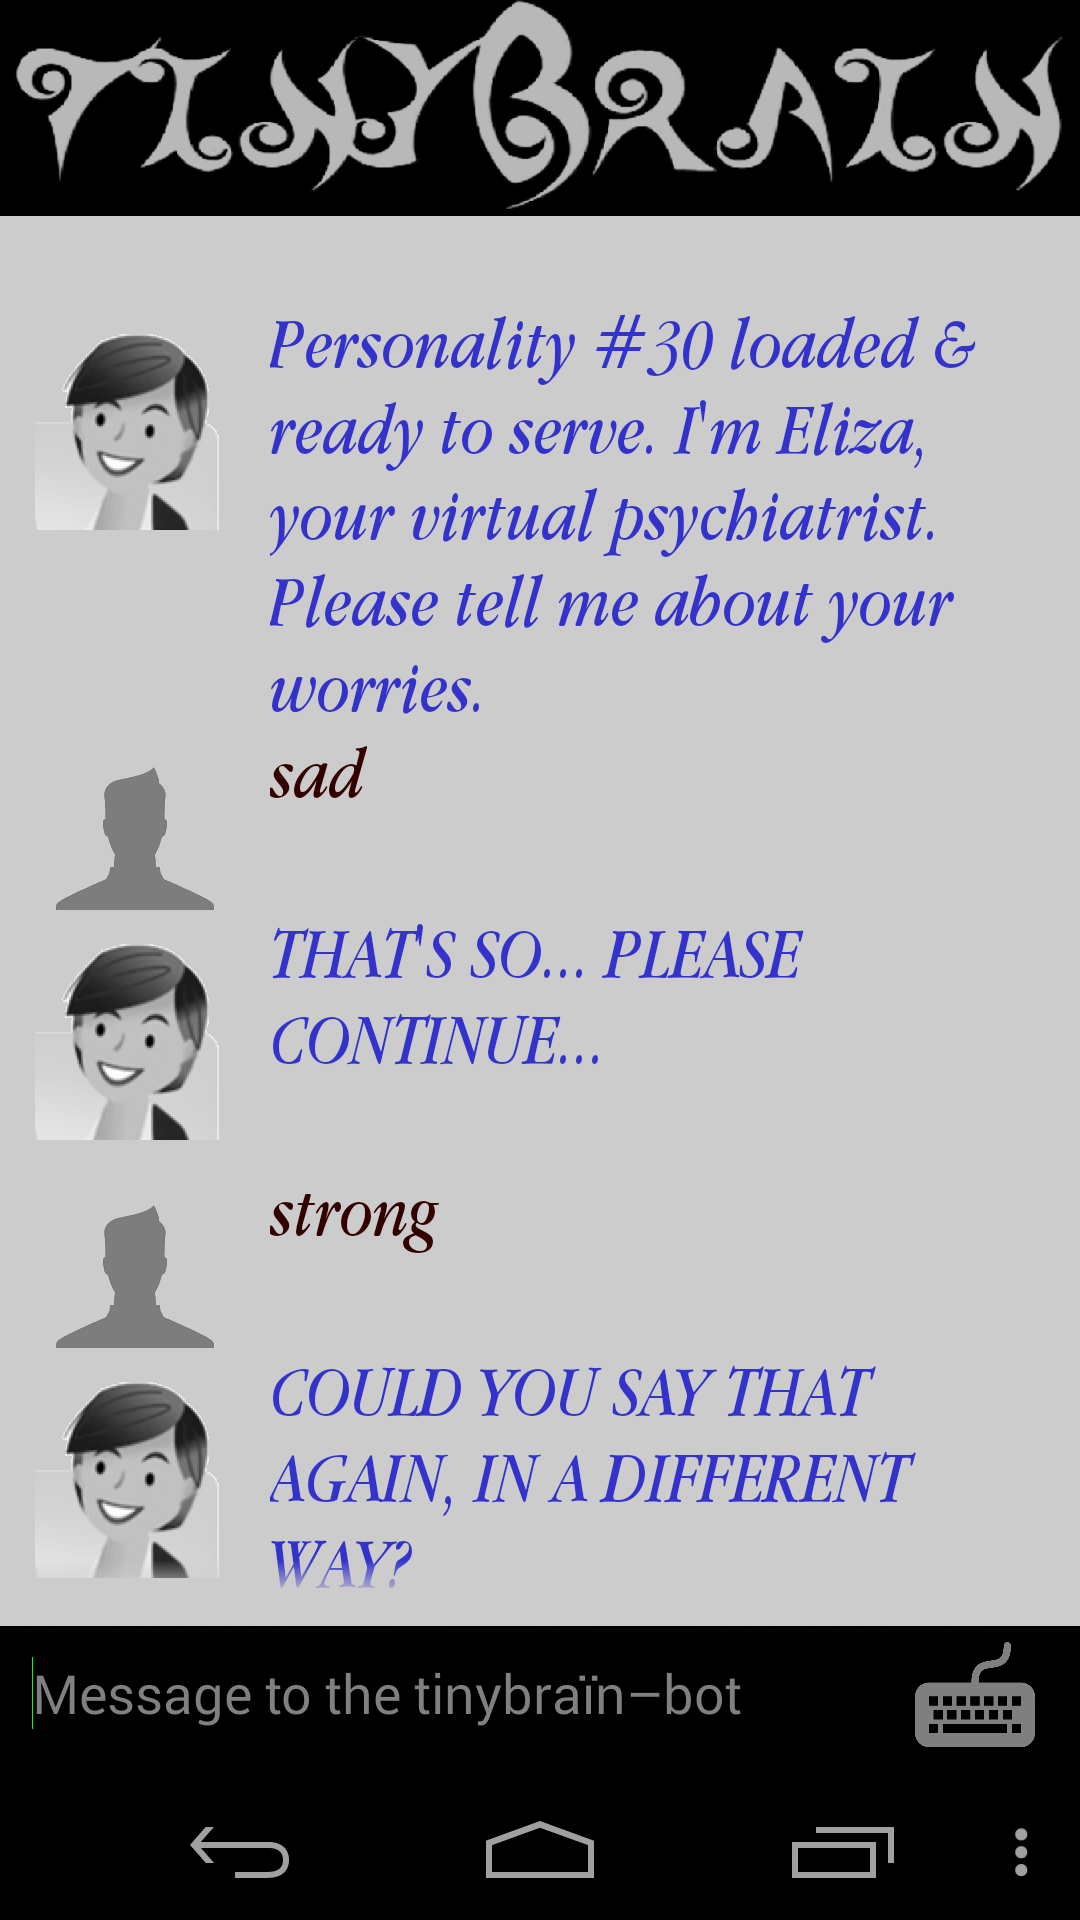 TINYBRAIN
Personality #30 loaded &
ready to serve. I'm Eliza,
your virtual psychiatrist.
Please tell me about your
worries.
sad
THAT'S SO... PLEASE
CONTINUE...
strong
COULD YOU SAY THAT
AGAIN, IN A DIFFERENT
WAY?
Message to the tinybraïn–bot